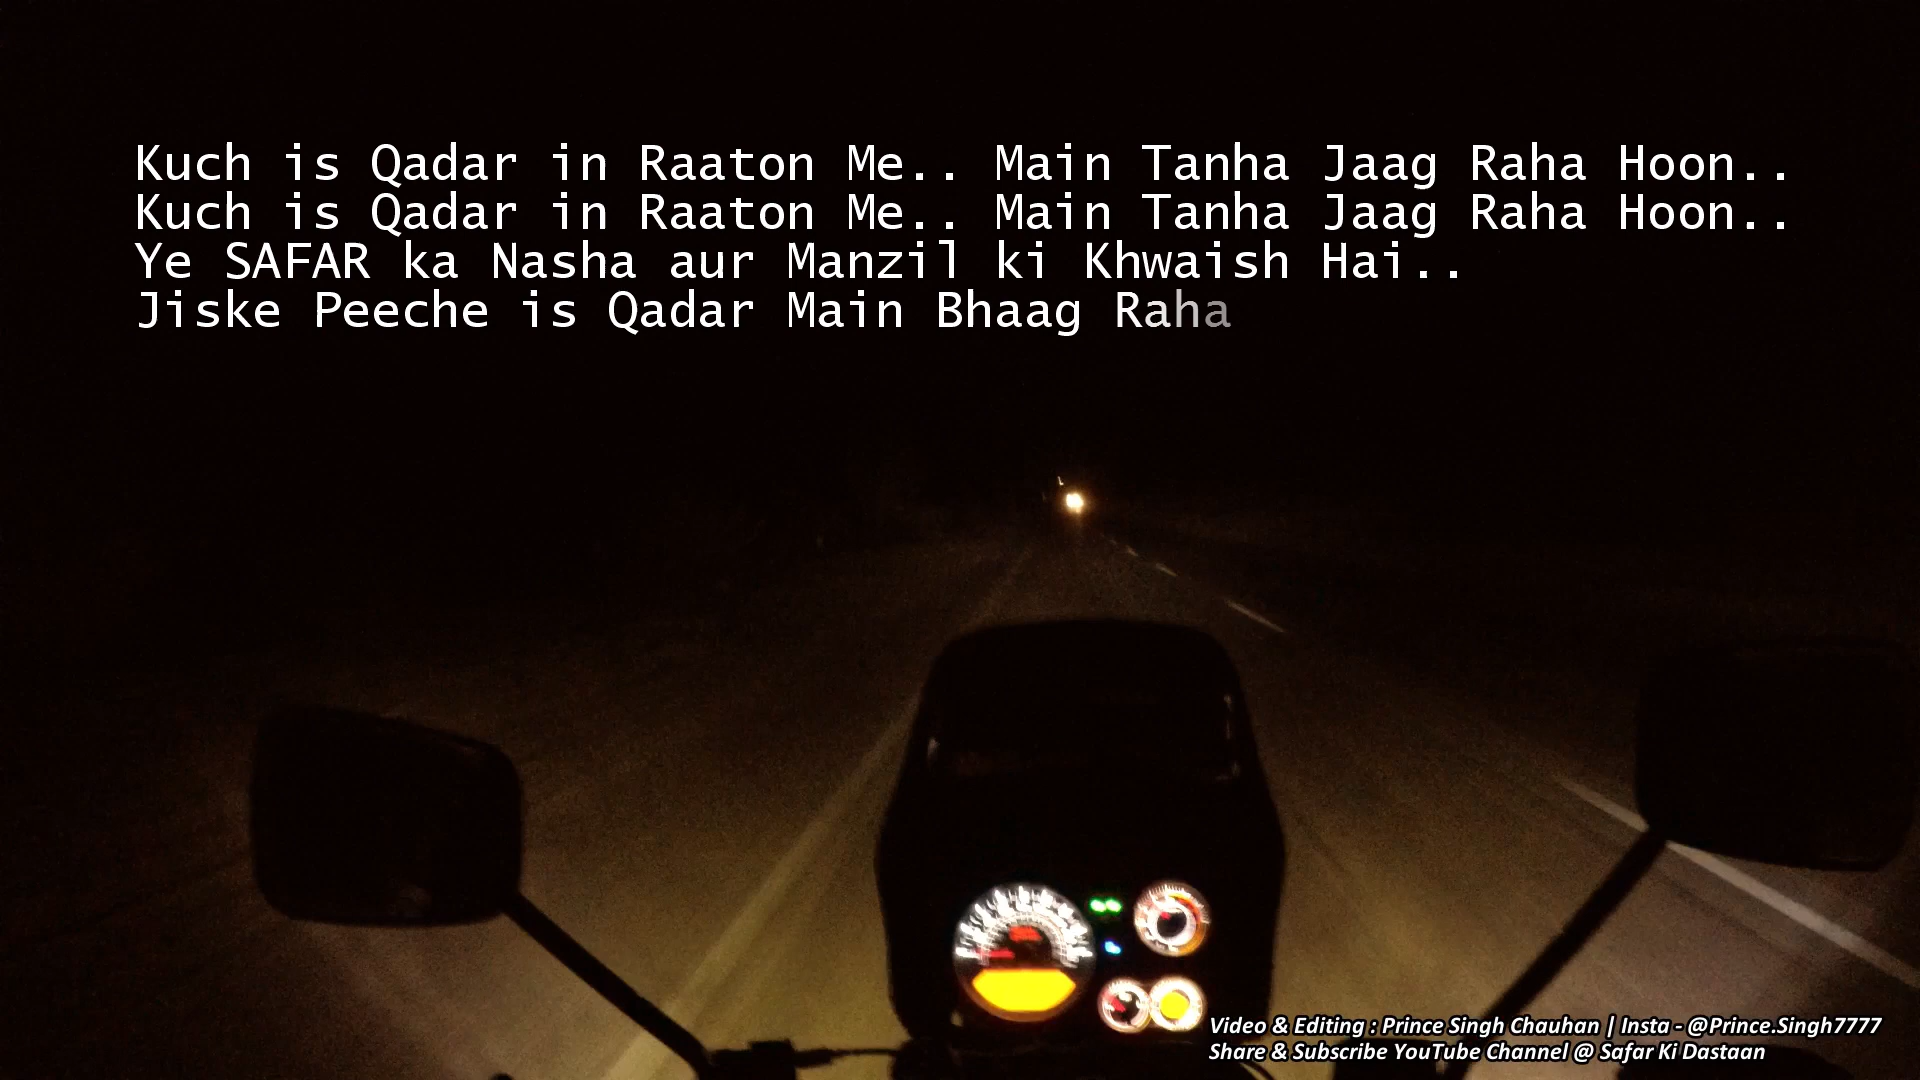 Kuch is Qadar in Raaton Me.. Main Tanha Jaag Raha Hoon..
Kuch is Qadar in Raaton Me.. Main Tanha Jaag Raha Hoon..
Ye SAFAR ka Nasha aur Manzil ki Khwaish Hai..
Jiske Peeche is Qadar Main Bhaag Raha
Video & Editing : Prince Singh Chauhan | Insta - @Prince.Singh7777
Share & Subscribe YouTube Channel @ Safar Ki Dastaan